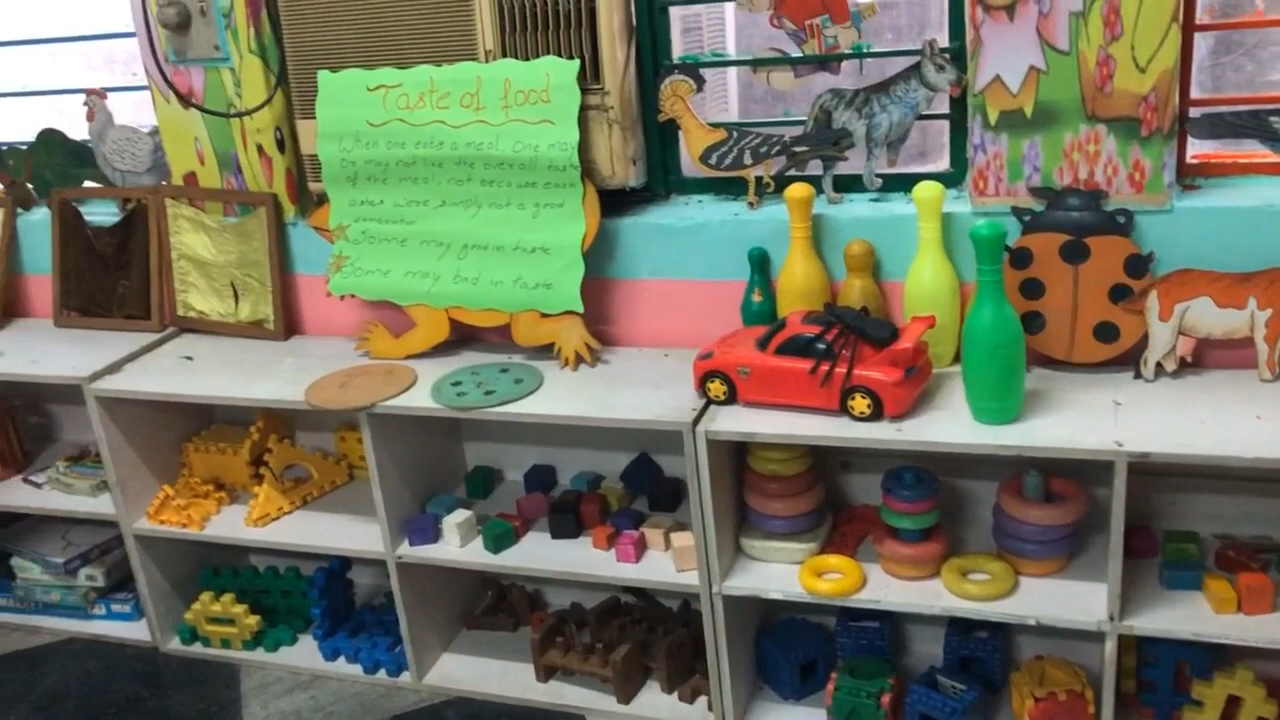 Taste of food
When one eats a meal. One may
or may not like the overall taste
of the meal, not because each
were simply not a good
Some may good in taste
Some may bad in taste